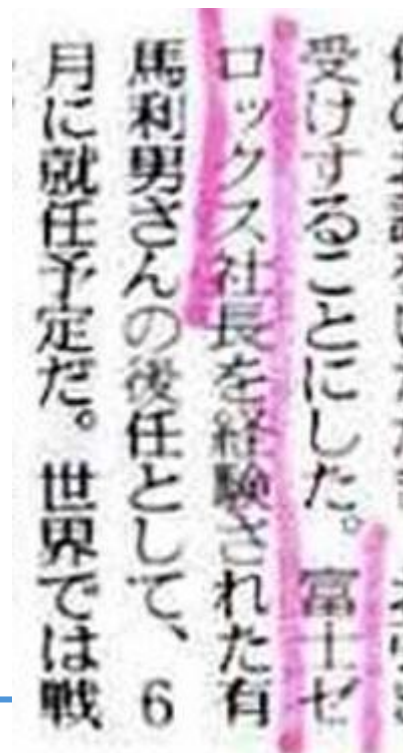 受けすることにした。富士ゼ
ロックス社長を経験された有
馬利男さんの後任として、6
月に就任予定だ。世界では戦